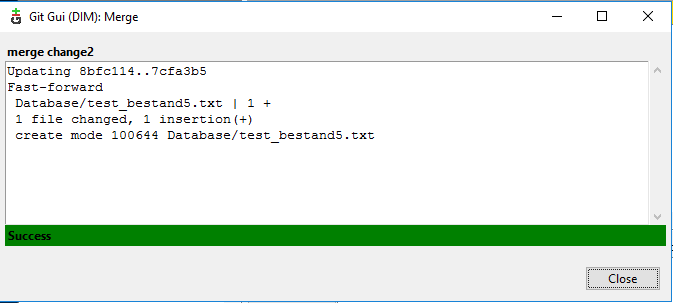 Git Gui (DIM): Merge
merge change2
Updating 8bfc114..7cfa3b5
Fast-forward
 Database/test_bestand5.txt | 1 +
 1 file changed, 1 insertion(+)
 create mode 100644 Database/test_bestand5.txt
Success
Close